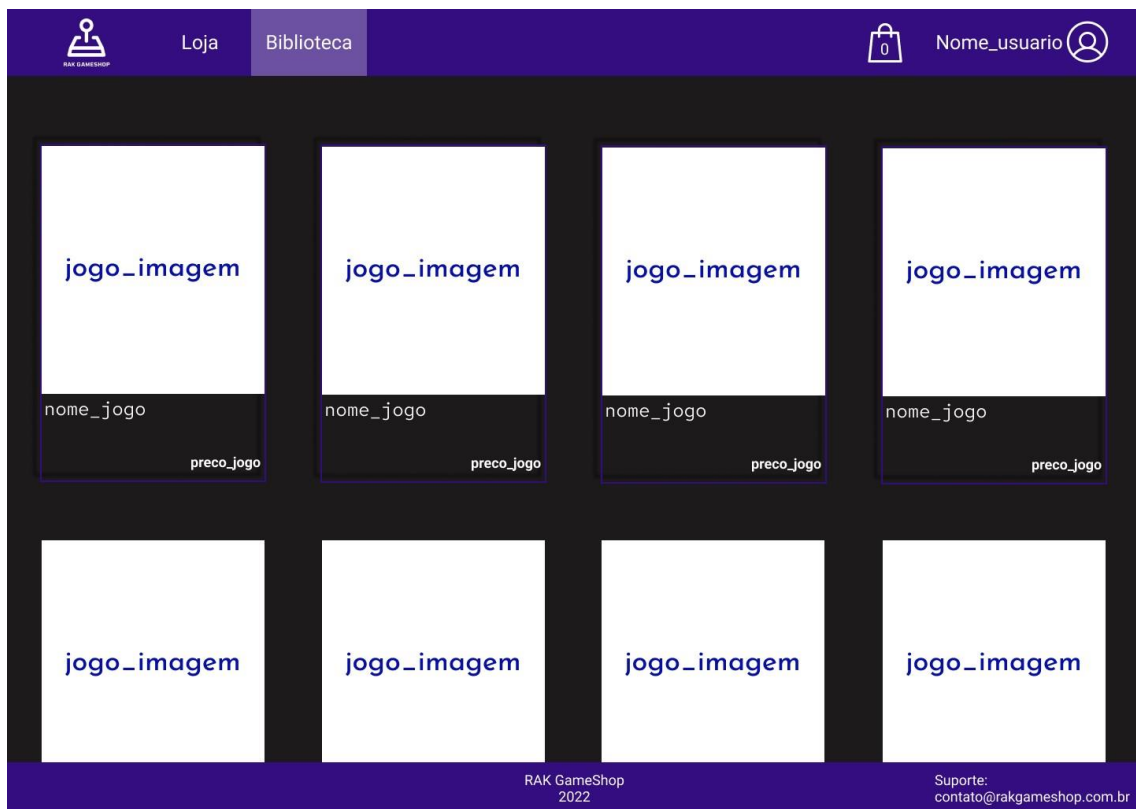 RAK GAMESHOP
Loja
Biblioteca
0
Nome_usuario
jogo_imagem
jogo_imagem
jogo_imagem
jogo_imagem
nome_jogo
nome_jogo
nome_jogo
nome_jogo
preco_jogo
preco_jogo
preco_jogo
preco_jogo
jogo_imagem
jogo_imagem
jogo_imagem
jogo_imagem
RAK GameShop
2022
Suporte:
contato@rakgameshop.com.br